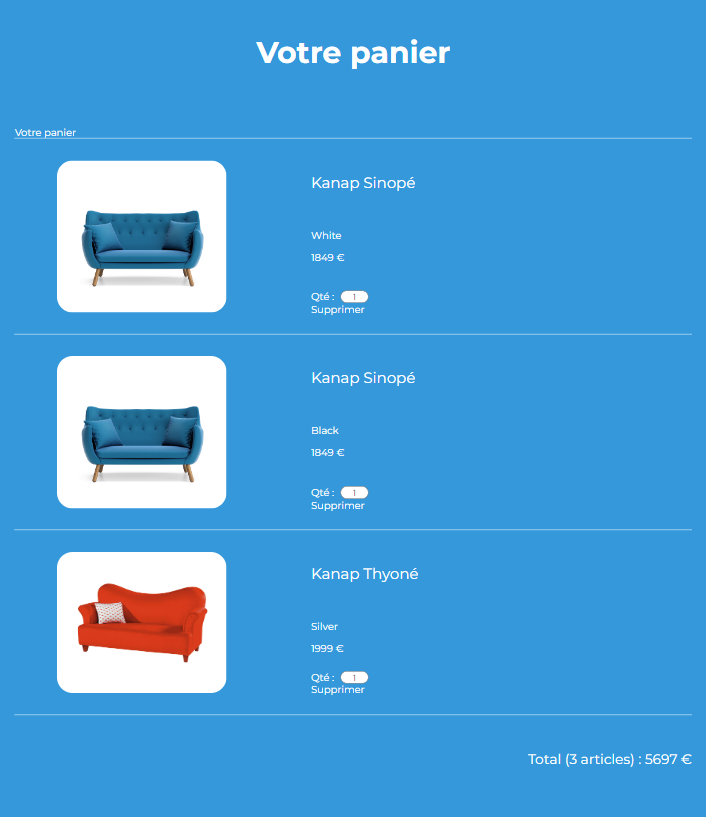 Votre panier
Votre panier
Kanap Sinopé
White
1849 €
Qté : 1
Supprimer
Kanap Sinopé
Black
1849 €
Qté : 1
Supprimer
Kanap Thyoné
Silver
1999 €
Qté : 1
Supprimer
Total (3 articles) : 5697 €